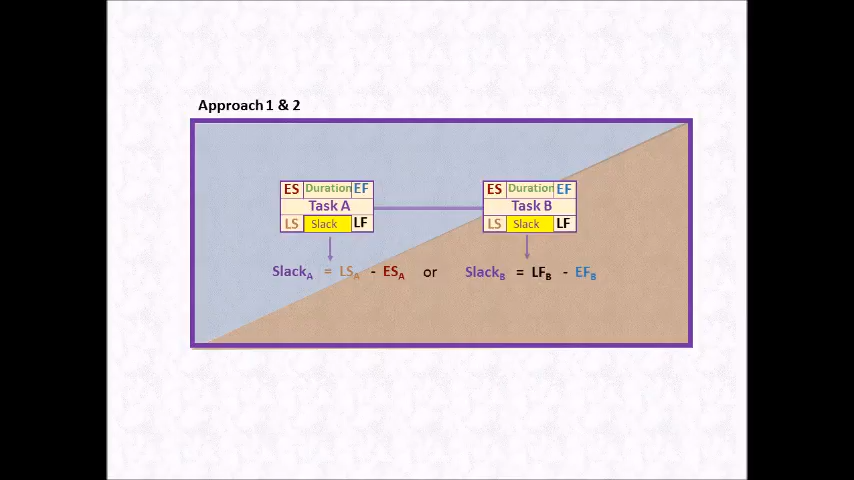 Approach 1 & 2
ES Duration EF ES Duration EF
Task A Task B
LS Slack LF LS Slack LF
SlackA = LSA - ESA or SlackB = LFB - EFB